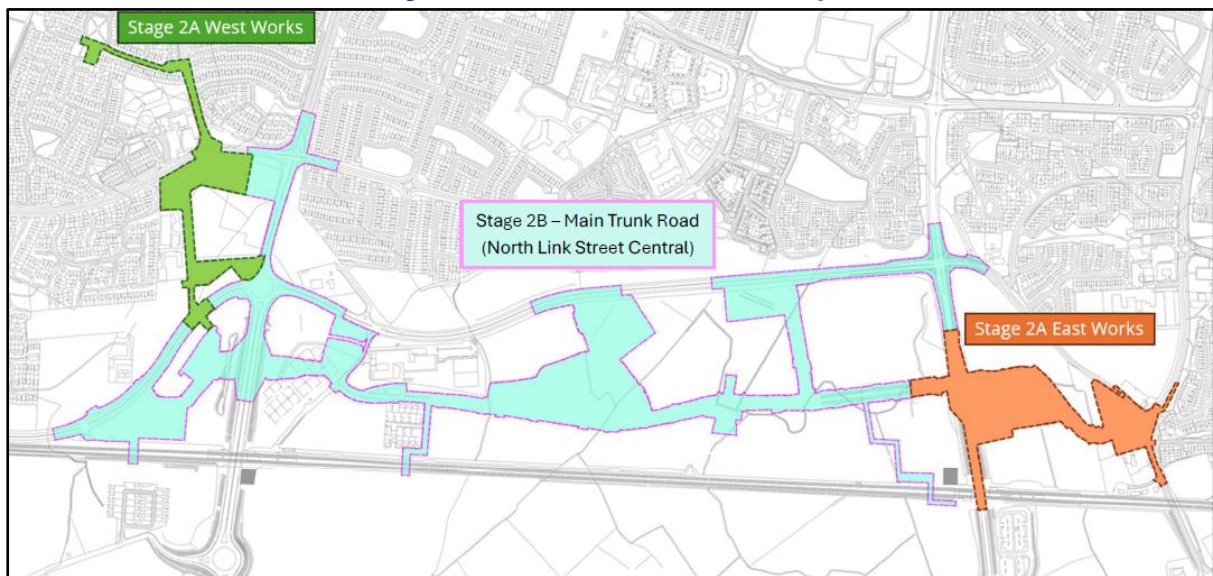 Stage 2A West Works
Stage 2B – Main Trunk Road
(North Link Street Central)
Stage 2A East Works